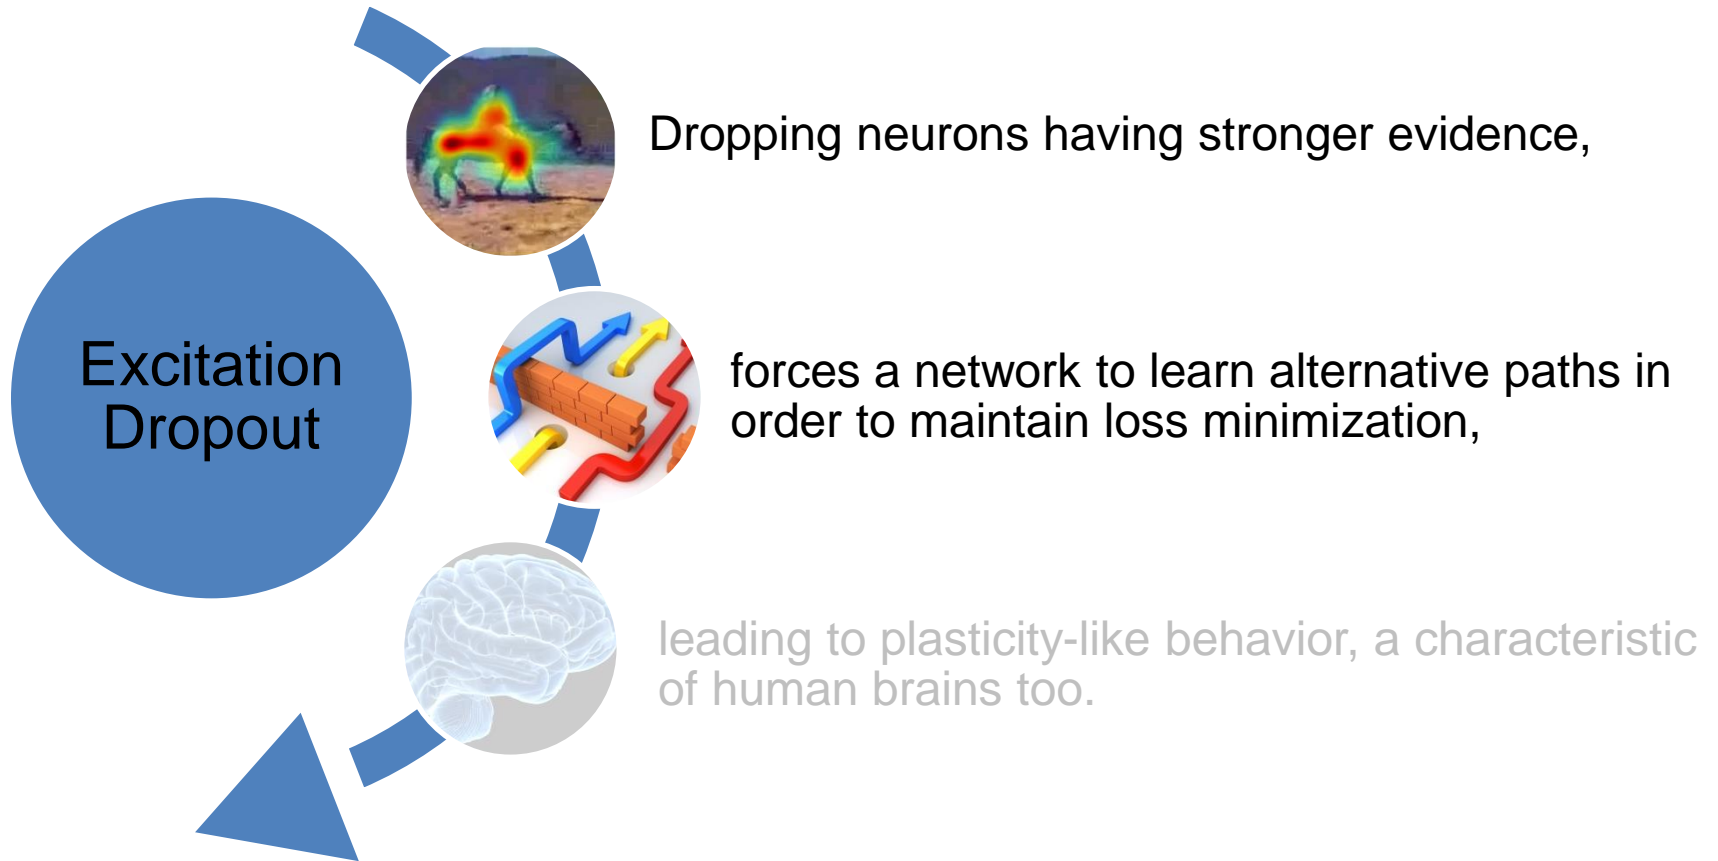 Excitation
Dropout
Dropping neurons having stronger evidence,
forces a network to learn alternative paths in
order to maintain loss minimization,
leading to plasticity-like behavior, a characteristic
of human brains too.